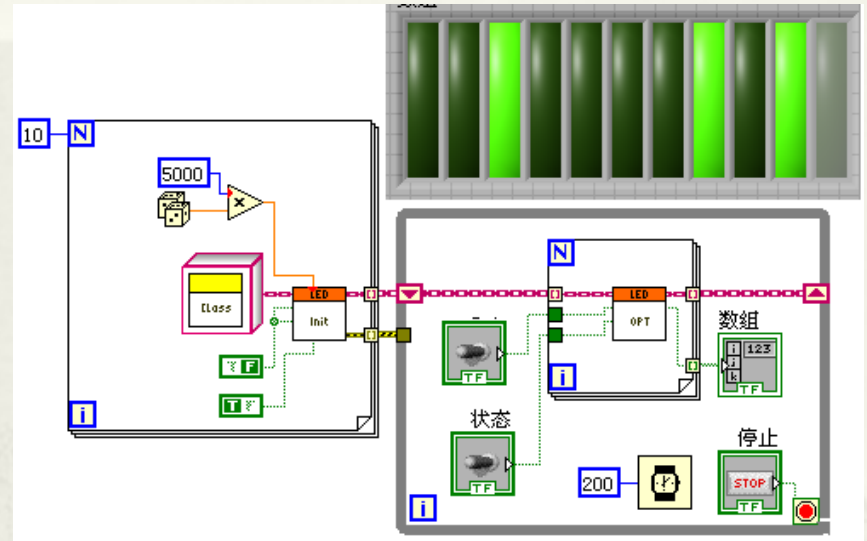 10
N
5000
x
Class
LED
Init
F
T
i
N
LED
OPT
i
TF
数组
i
j
k
123
TF
状态
TF
200
停止
STOP
TF
i